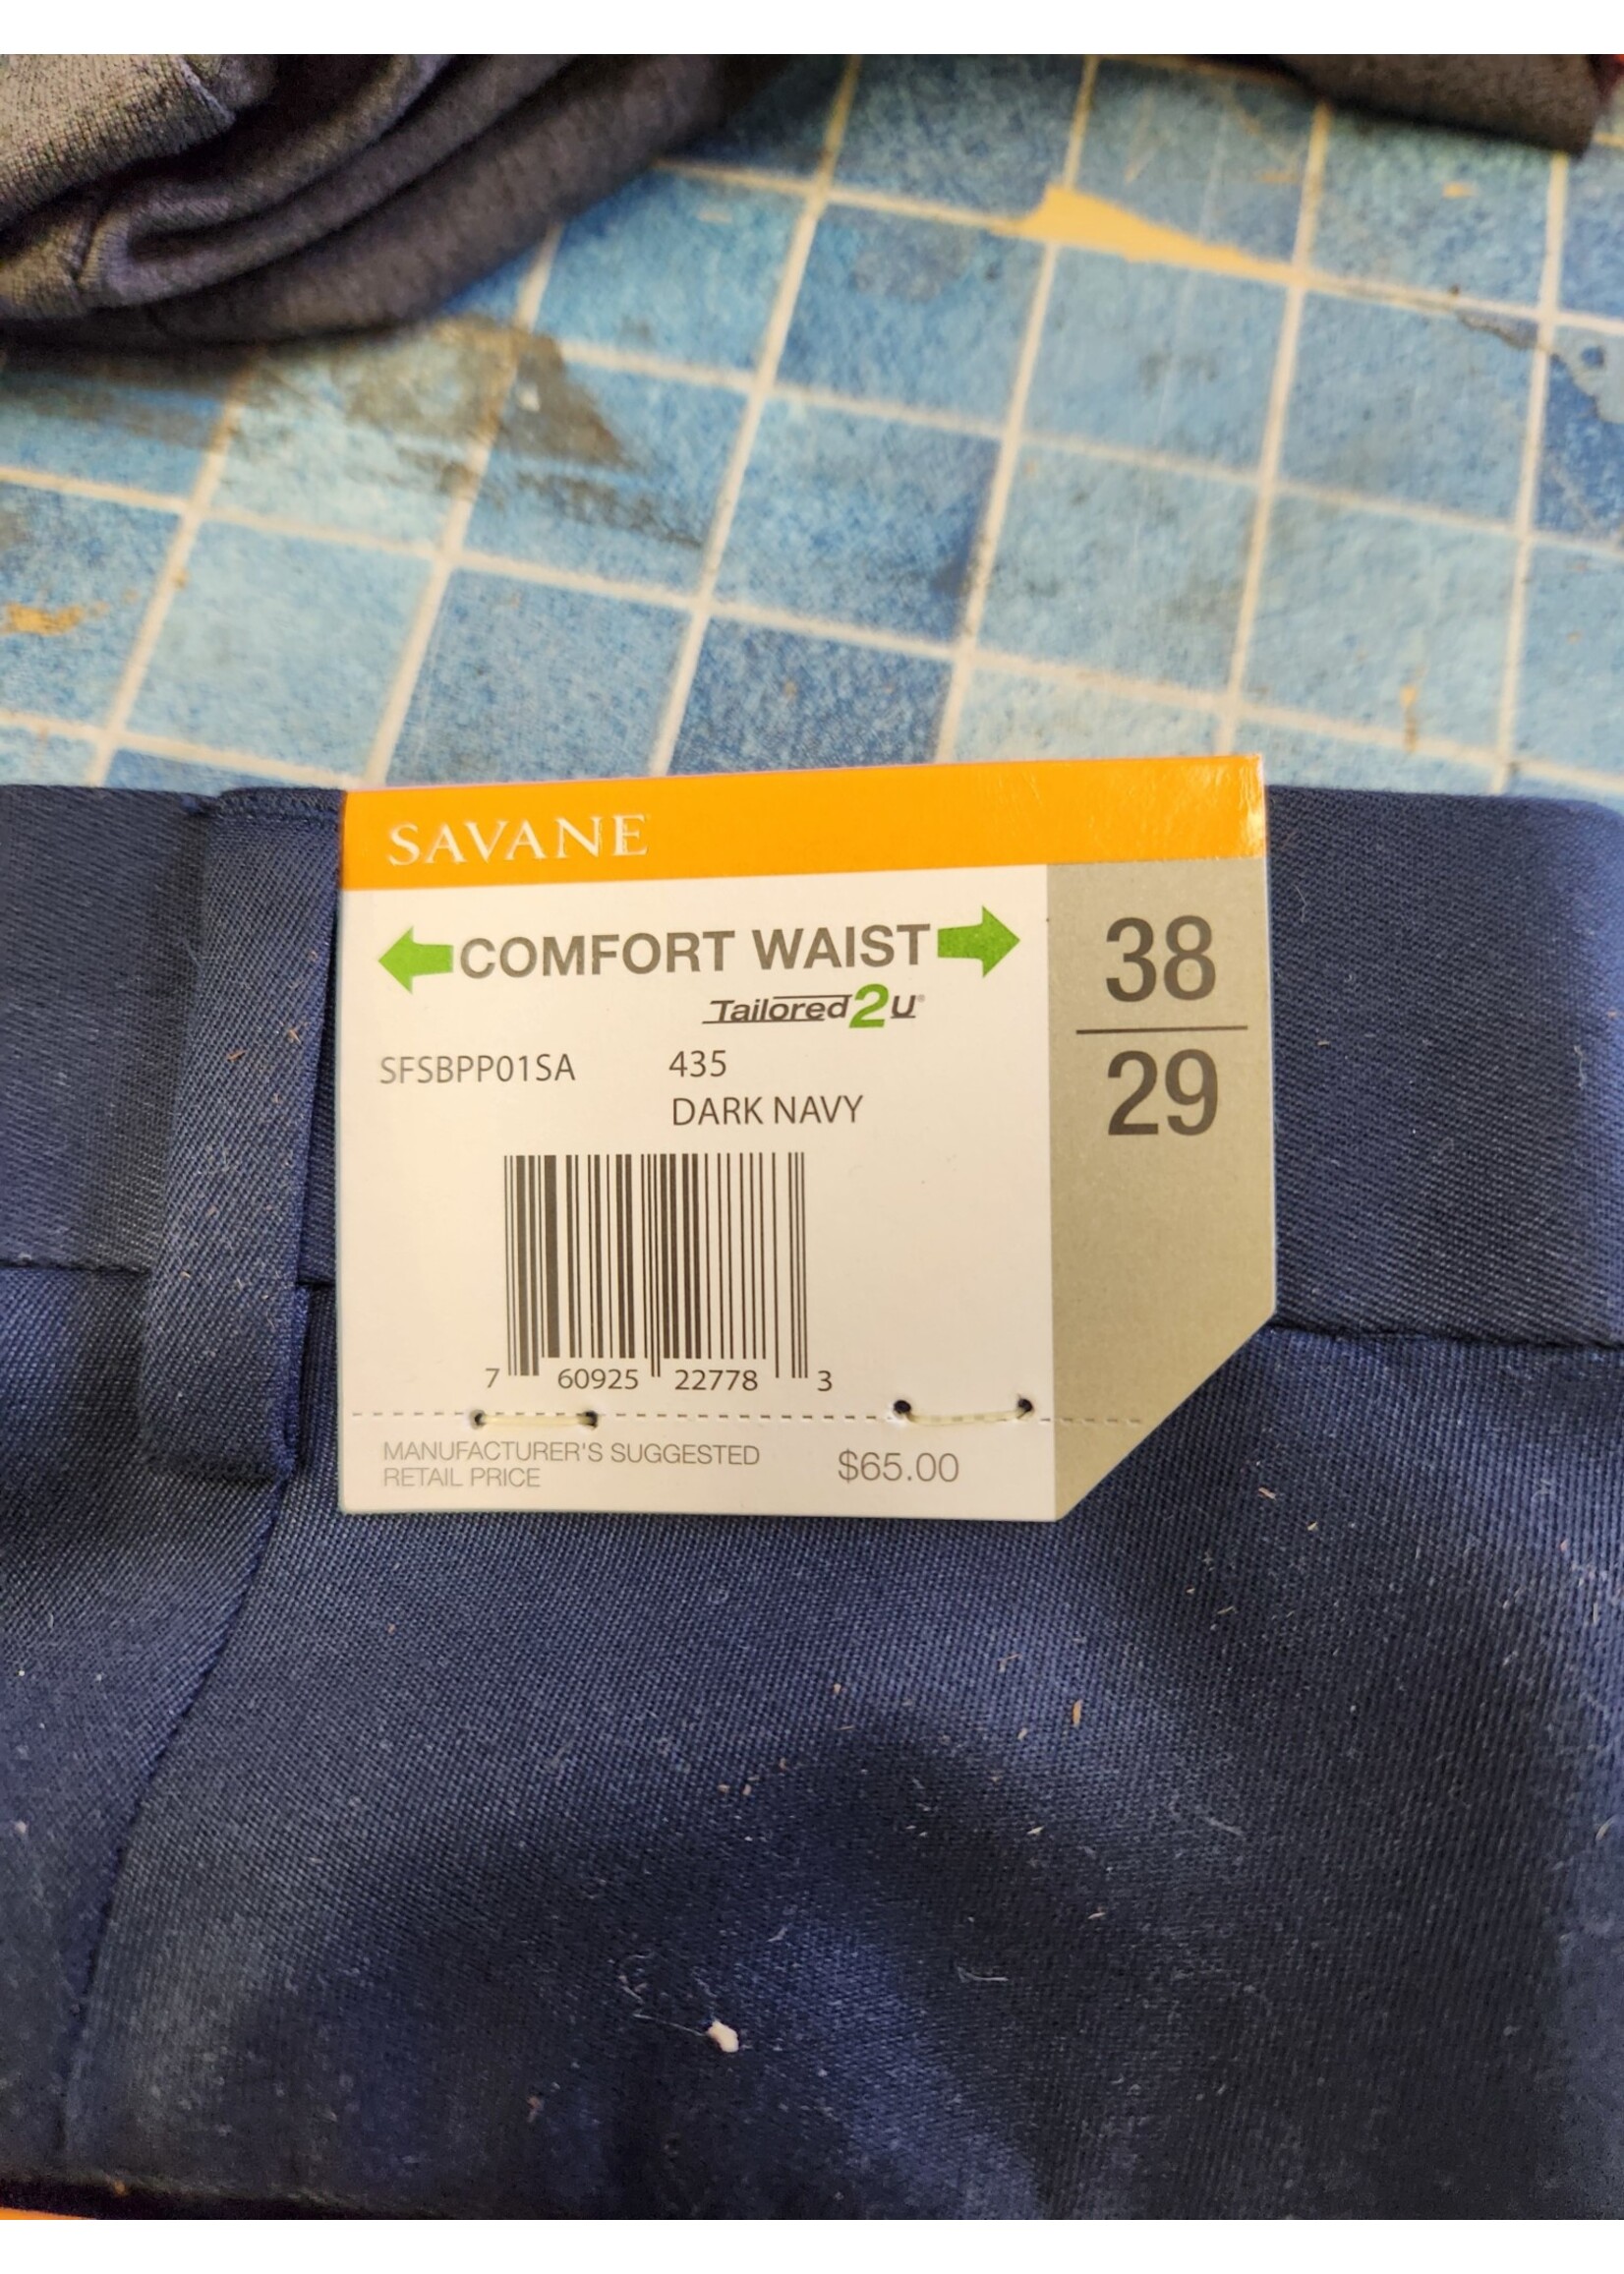 SAVANE
COMFORT WAIST
Tailored2u®
SFSBPP01SA 435
DARK NAVY
38
29
7 60925 22778 3
MANUFACTURER'S SUGGESTED
RETAIL PRICE
$65.00